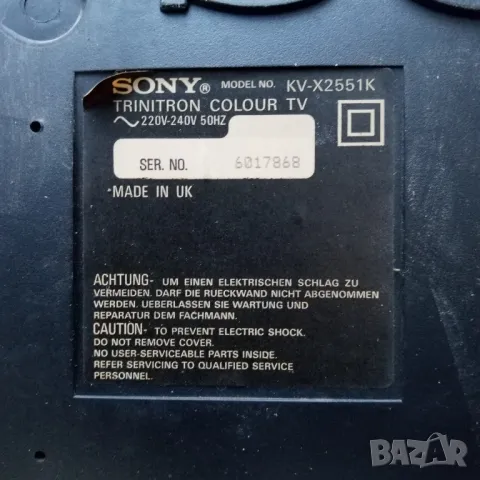 SONY® MODEL NO. KV-X2551K
TRINITRON COLOUR TV
~ 220V-240V 50HZ
SER. NO. 6017868
MADE IN UK
ACHTUNG- UM EINEN ELEKTRISCHEN SCHLAG ZU
VERMEIDEN. DARF DIE RUECKWAND NICHT ABGENOMMEN
WERDEN. UEBERLASSEN SIE WARTUNG UND
REPARATUR DEM FACHMANN.
CAUTION- TO PREVENT ELECTRIC SHOCK.
DO NOT REMOVE COVER.
NO USER-SERVICEABLE PARTS INSIDE.
REFER SERVICING TO QUALIFIED SERVICE
PERSONNEL.
BAZAR